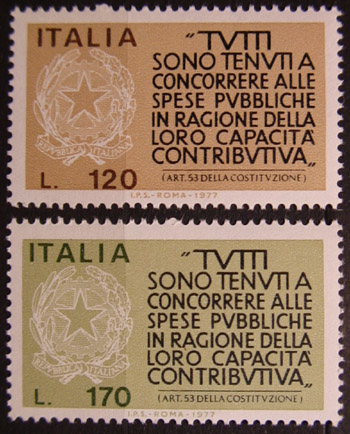 ITALIA
"TVTTI
SONO TENVTI A
CONCORRERE ALLE
SPESE PVBBLICHE
IN RAGIONE DELLA
LORO CAPACITÀ
CONTRIBVTIVA„
(ART. 53 DELLA COSTITVZIONE)
REPVBBLICA ITALIANA
L. 120
I.P.S.-ROMA-1977
ITALIA
"TVTTI
SONO TENVTI A
CONCORRERE ALLE
SPESE PVBBLICHE
IN RAGIONE DELLA
LORO CAPACITÀ
CONTRIBVTIVA„
(ART. 53 DELLA COSTITVZIONE)
REPVBBLICA ITALIANA
L. 170
I.P.S.-ROMA-1977